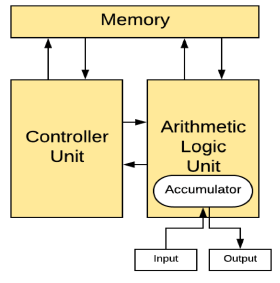 Memory
Controller
Unit
Arithmetic
Logic
Unit
Accumulator
Input
Output